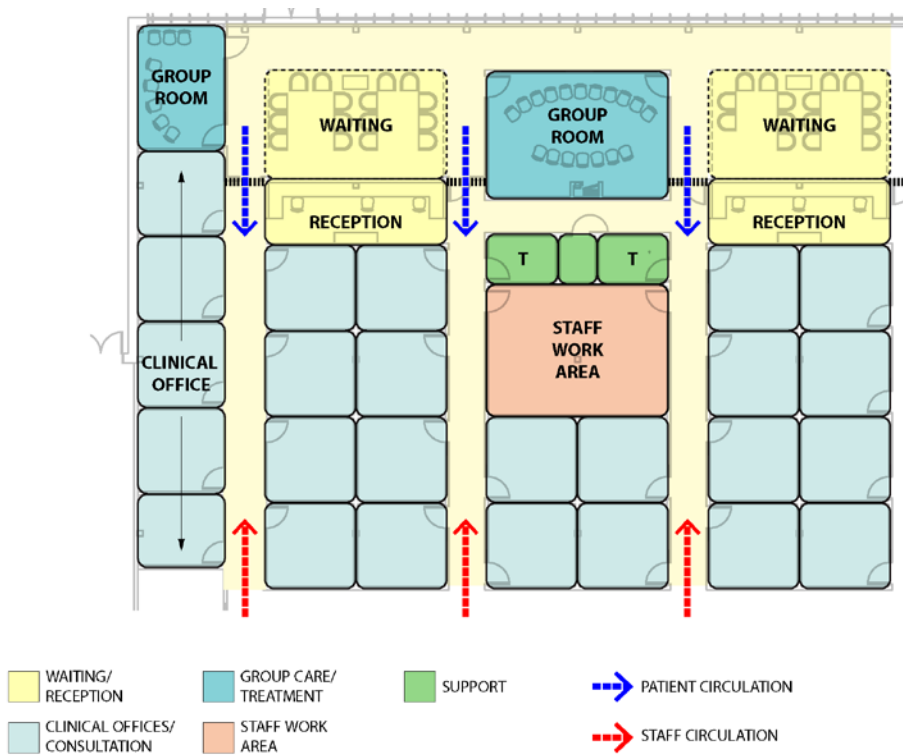 GROUP
ROOM
WAITING
GROUP
ROOM
WAITING
RECEPTION
RECEPTION
T
T
STAFF
WORK
AREA
CLINICAL
OFFICE
WAITING/
RECEPTION
GROUP CARE/
TREATMENT
SUPPORT
PATIENT CIRCULATION
CLINICAL OFFICES/
CONSULTATION
STAFF WORK
AREA
STAFF CIRCULATION